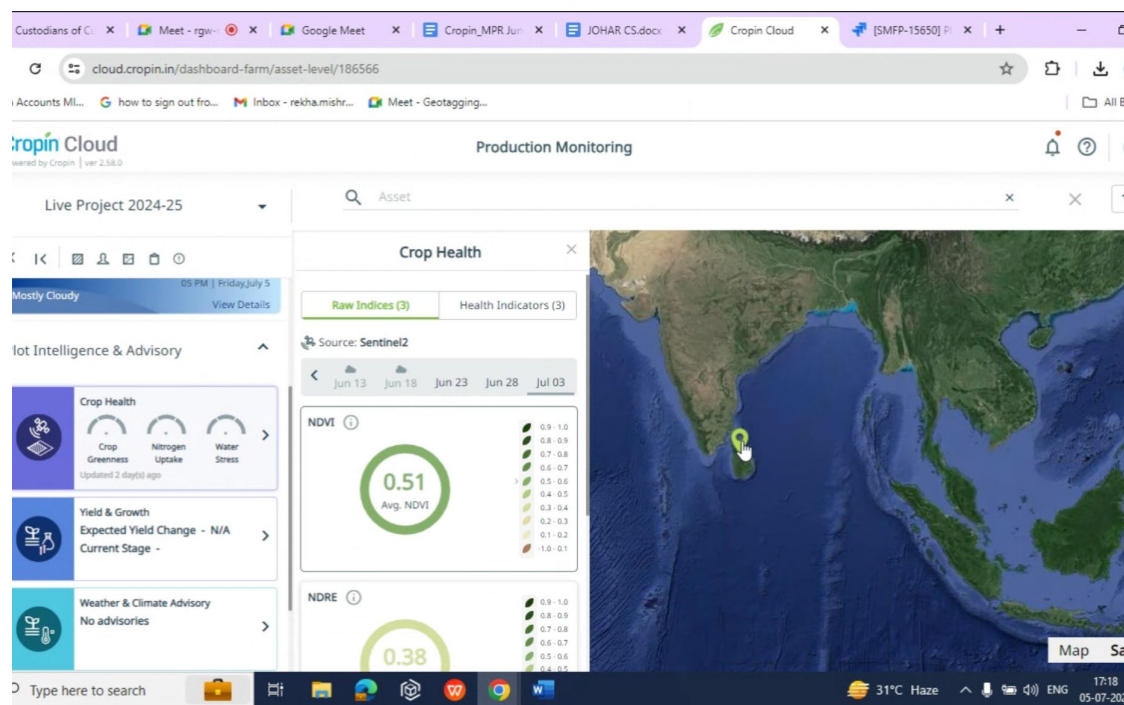 Custodians of C
Meet - rgw-
Google Meet
Cropin_MPR Jun
JOHAR CS.docx
Cropin Cloud
[SMFP-15650] P
cloud.cropin.in/dashboard-farm/asset-level/186566
Accounts MI...
how to sign out fro...
Inbox - rekha.mishr...
Meet - Geotagging...
All B
Cropin Cloud
Powered by Cropin | ver 2.58.0
Production Monitoring
Live Project 2024-25
Asset
Mostly Cloudy
05 PM | Friday,July 5
View Details
lot Intelligence & Advisory
Crop Health
Crop Greenness
Nitrogen Uptake
Water Stress
Updated 2 day(s) ago
Yield & Growth
Expected Yield Change - N/A
Current Stage -
Weather & Climate Advisory
No advisories
Crop Health
Raw Indices (3)
Health Indicators (3)
Source: Sentinel2
Jun 13
Jun 18
Jun 23
Jun 28
Jul 03
NDVI
0.51
Avg. NDVI
0.9 - 1.0
0.8 - 0.9
0.7 - 0.8
0.6 - 0.7
0.5 - 0.6
0.4 - 0.5
0.3 - 0.4
0.2 - 0.3
0.1 - 0.2
-1.0 - 0.1
NDRE
0.38
0.9 - 1.0
0.8 - 0.9
0.7 - 0.8
0.6 - 0.7
0.5 - 0.6
0.4 - 0.5
Map
Sa
Type here to search
31°C Haze
ENG
17:18
05-07-202